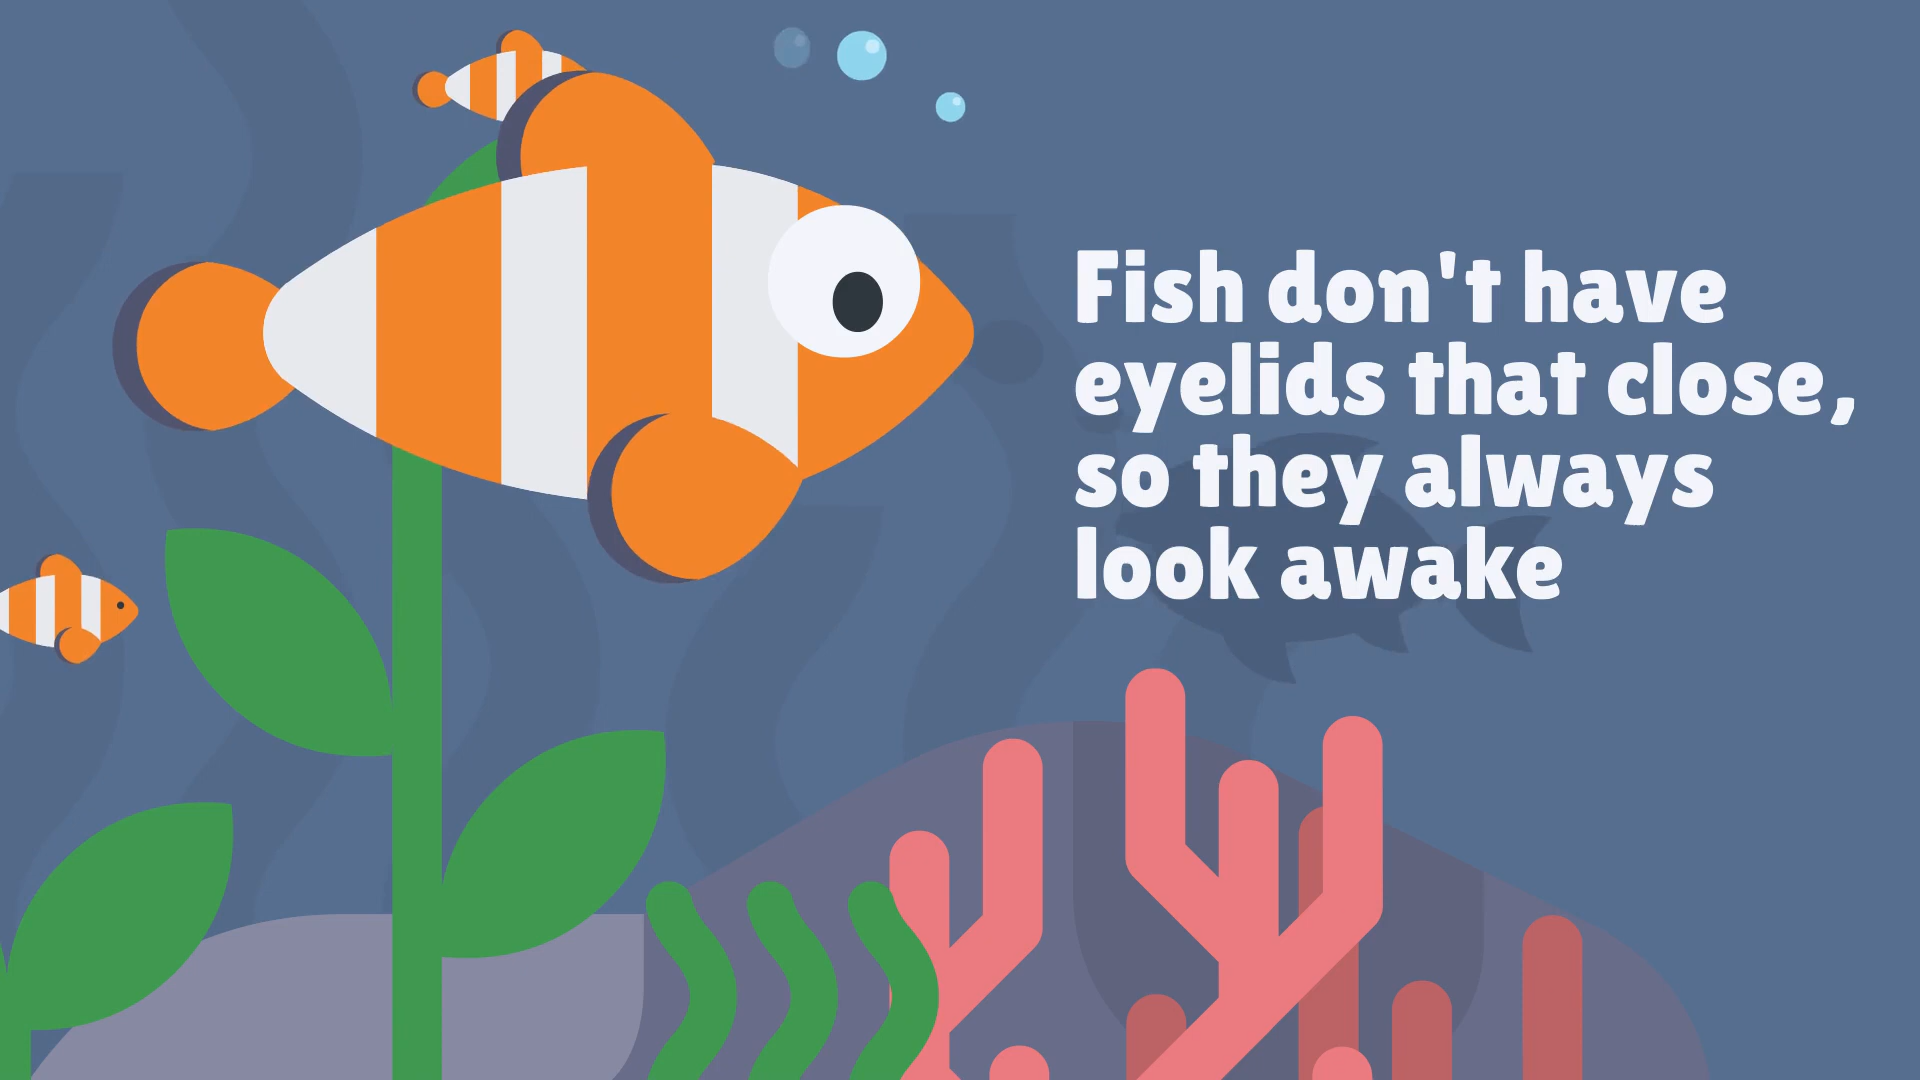 Fish don't have
eyelids that close,
so they always
look awake